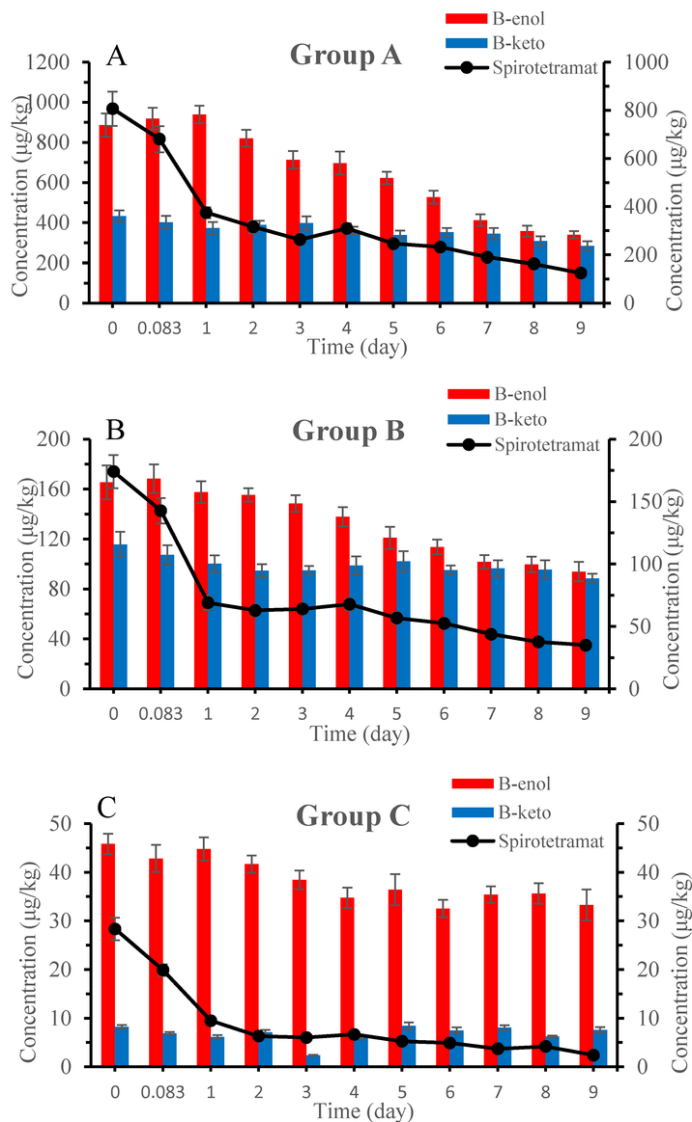 B-enol
B-keto
Spirotetramat
A
Group A
Concentration (μg/kg)
1200
1000
800
600
400
200
0
1000
800
600
400
200
0
Concentration (μg/kg)
0 0.083 1 2 3 4 5 6 7 8 9
Time (day)
B-enol
B-keto
Spirotetramat
B
Group B
Concentration (μg/kg)
200
160
120
80
40
0
200
150
100
50
0
Concentration (μg/kg)
0 0.083 1 2 3 4 5 6 7 8 9
Time (day)
B-enol
B-keto
Spirotetramat
C
Group C
Concentration (μg/kg)
50
40
30
20
10
0
50
40
30
20
10
0
Concentration (μg/kg)
0 0.083 1 2 3 4 5 6 7 8 9
Time (day)